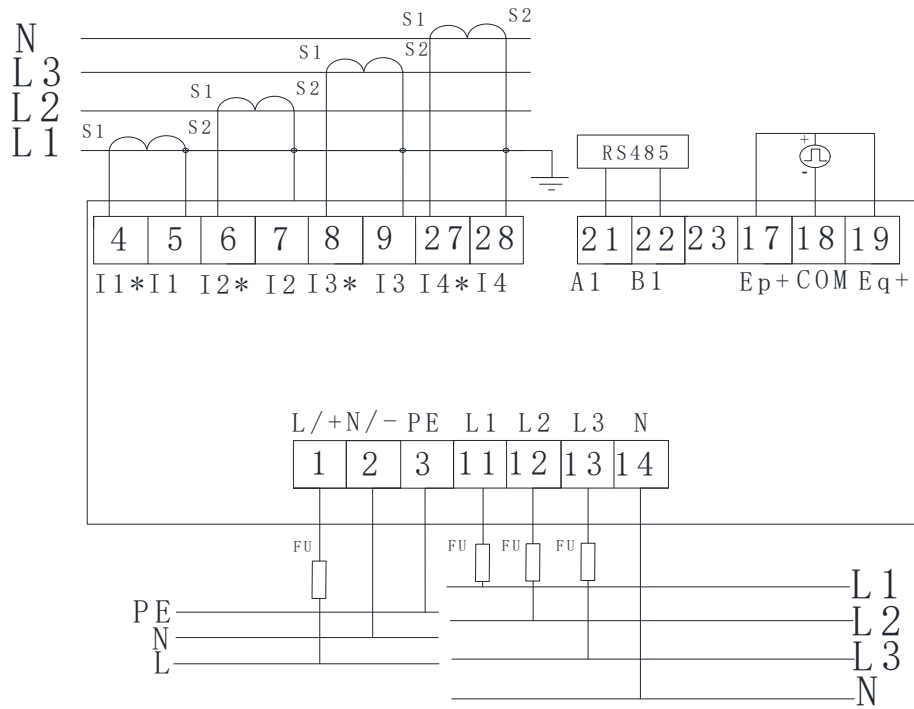 S1 S2
N
S1 S2
L3
S1 S2
L2
S1 S2
L1
RS485
+
-
4 5 6 7 8 9 27 28
21 22 23 17 18 19
I1* I1 I2* I2 I3* I3 I4* I4
A1 B1 Ep+ COM Eq+
L/+ N/- PE L1 L2 L3 N
1 2 3 11 12 13 14
FU FU FU FU
L1
PE
L2
N
L
L3
N